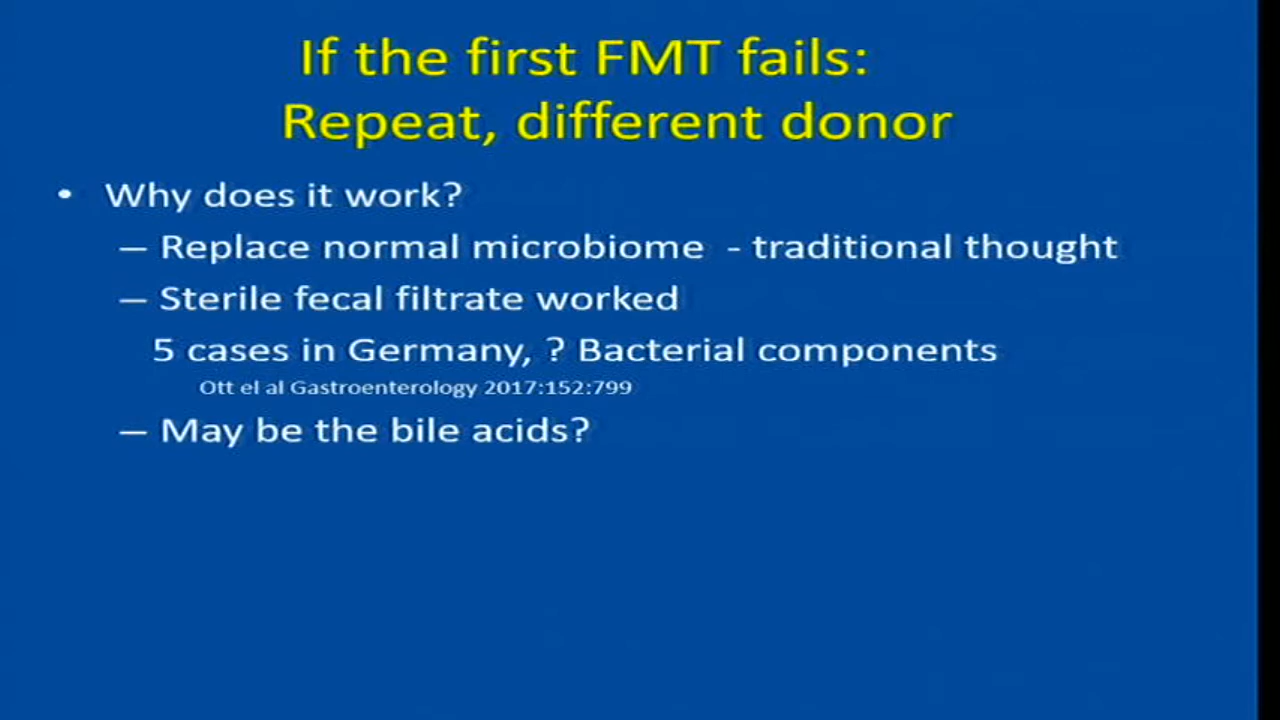 If the first FMT fails:
Repeat, different donor
• Why does it work?
– Replace normal microbiome - traditional thought
– Sterile fecal filtrate worked
5 cases in Germany, ? Bacterial components
Ott el al Gastroenterology 2017:152:799
– May be the bile acids?